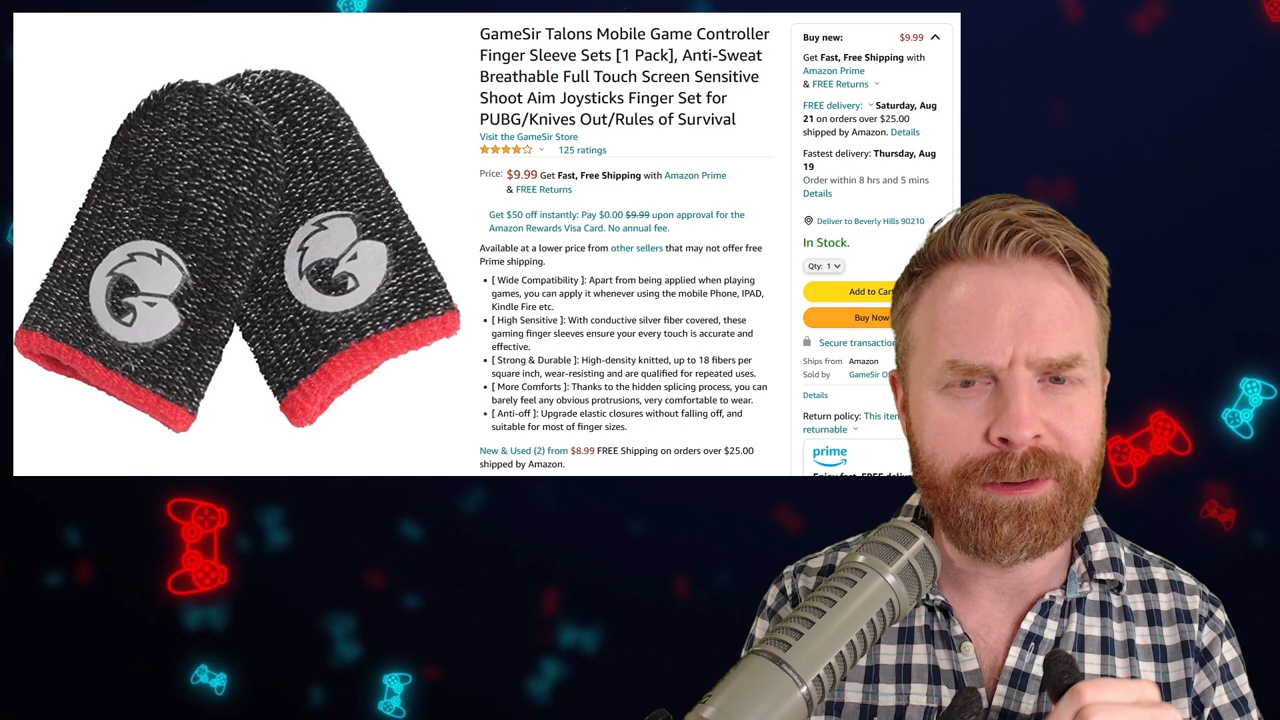 GameSir Talons Mobile Game Controller
Finger Sleeve Sets [1 Pack], Anti-Sweat
Breathable Full Touch Screen Sensitive
Shoot Aim Joysticks Finger Set for
PUBG/Knives Out/Rules of Survival
Visit the GameSir Store
125 ratings
Price: $9.99 Get Fast, Free Shipping with Amazon Prime
& FREE Returns
Get $50 off instantly: Pay $0.00 $9.99 upon approval for the
Amazon Rewards Visa Card. No annual fee.
Available at a lower price from other sellers that may not offer free
Prime shipping.
• [ Wide Compatibility ]: Apart from being applied when playing
games, you can apply it whenever using the mobile Phone, IPAD,
Kindle Fire etc.
• [ High Sensitive ]: With conductive silver fiber covered, these
gaming finger sleeves ensure your every touch is accurate and
effective.
• [ Strong & Durable ]: High-density knitted, up to 18 fibers per
square inch, wear-resisting and are qualified for repeated uses.
• [ More Comforts ]: Thanks to the hidden splicing process, you can
barely feel any obvious protrusions, very comfortable to wear.
• [ Anti-off ]: Upgrade elastic closures without falling off, and
suitable for most of finger sizes.
New & Used (2) from $8.99 FREE Shipping on orders over $25.00
shipped by Amazon.
Buy new: $9.99
Get Fast, Free Shipping with
Amazon Prime
& FREE Returns
FREE delivery: Saturday, Aug
21 on orders over $25.00
shipped by Amazon. Details
Fastest delivery: Thursday, Aug
19
Order within 8 hrs and 5 mins
Details
Deliver to Beverly Hills 90210
In Stock.
Qty: 1
Add to Cart
Buy Now
Secure transactio
Ships from Amazon
Sold by GameSir
Details
Return policy: This
returnable
prime
Enjoy fast, FREE